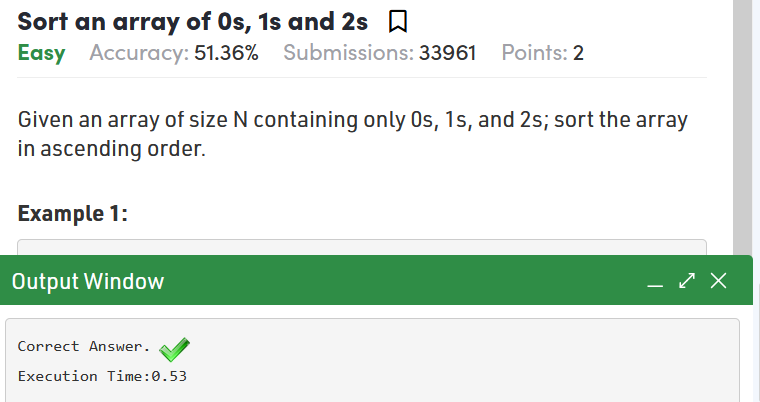 Sort an array of 0s, 1s and 2s
Easy Accuracy: 51.36% Submissions: 33961 Points: 2
Given an array of size N containing only 0s, 1s, and 2s; sort the array
in ascending order.
Example 1:
Output Window
Correct Answer.
Execution Time:0.53